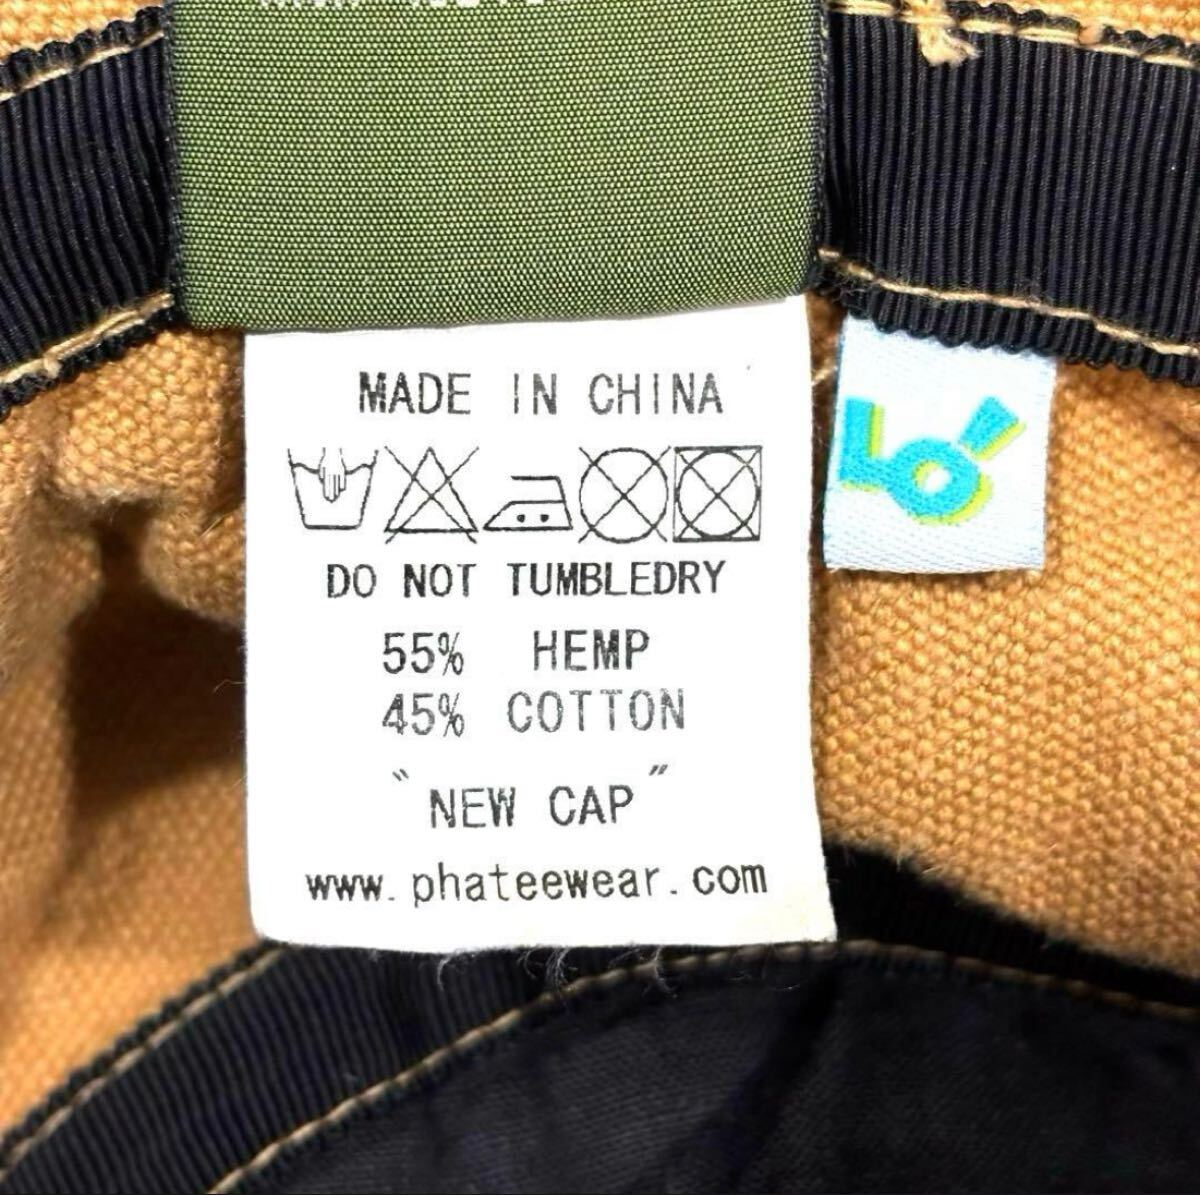 MADE IN CHINA
DO NOT TUMBLEDRY
55% HEMP
45% COTTON
"NEW CAP"
www.phateewear.com